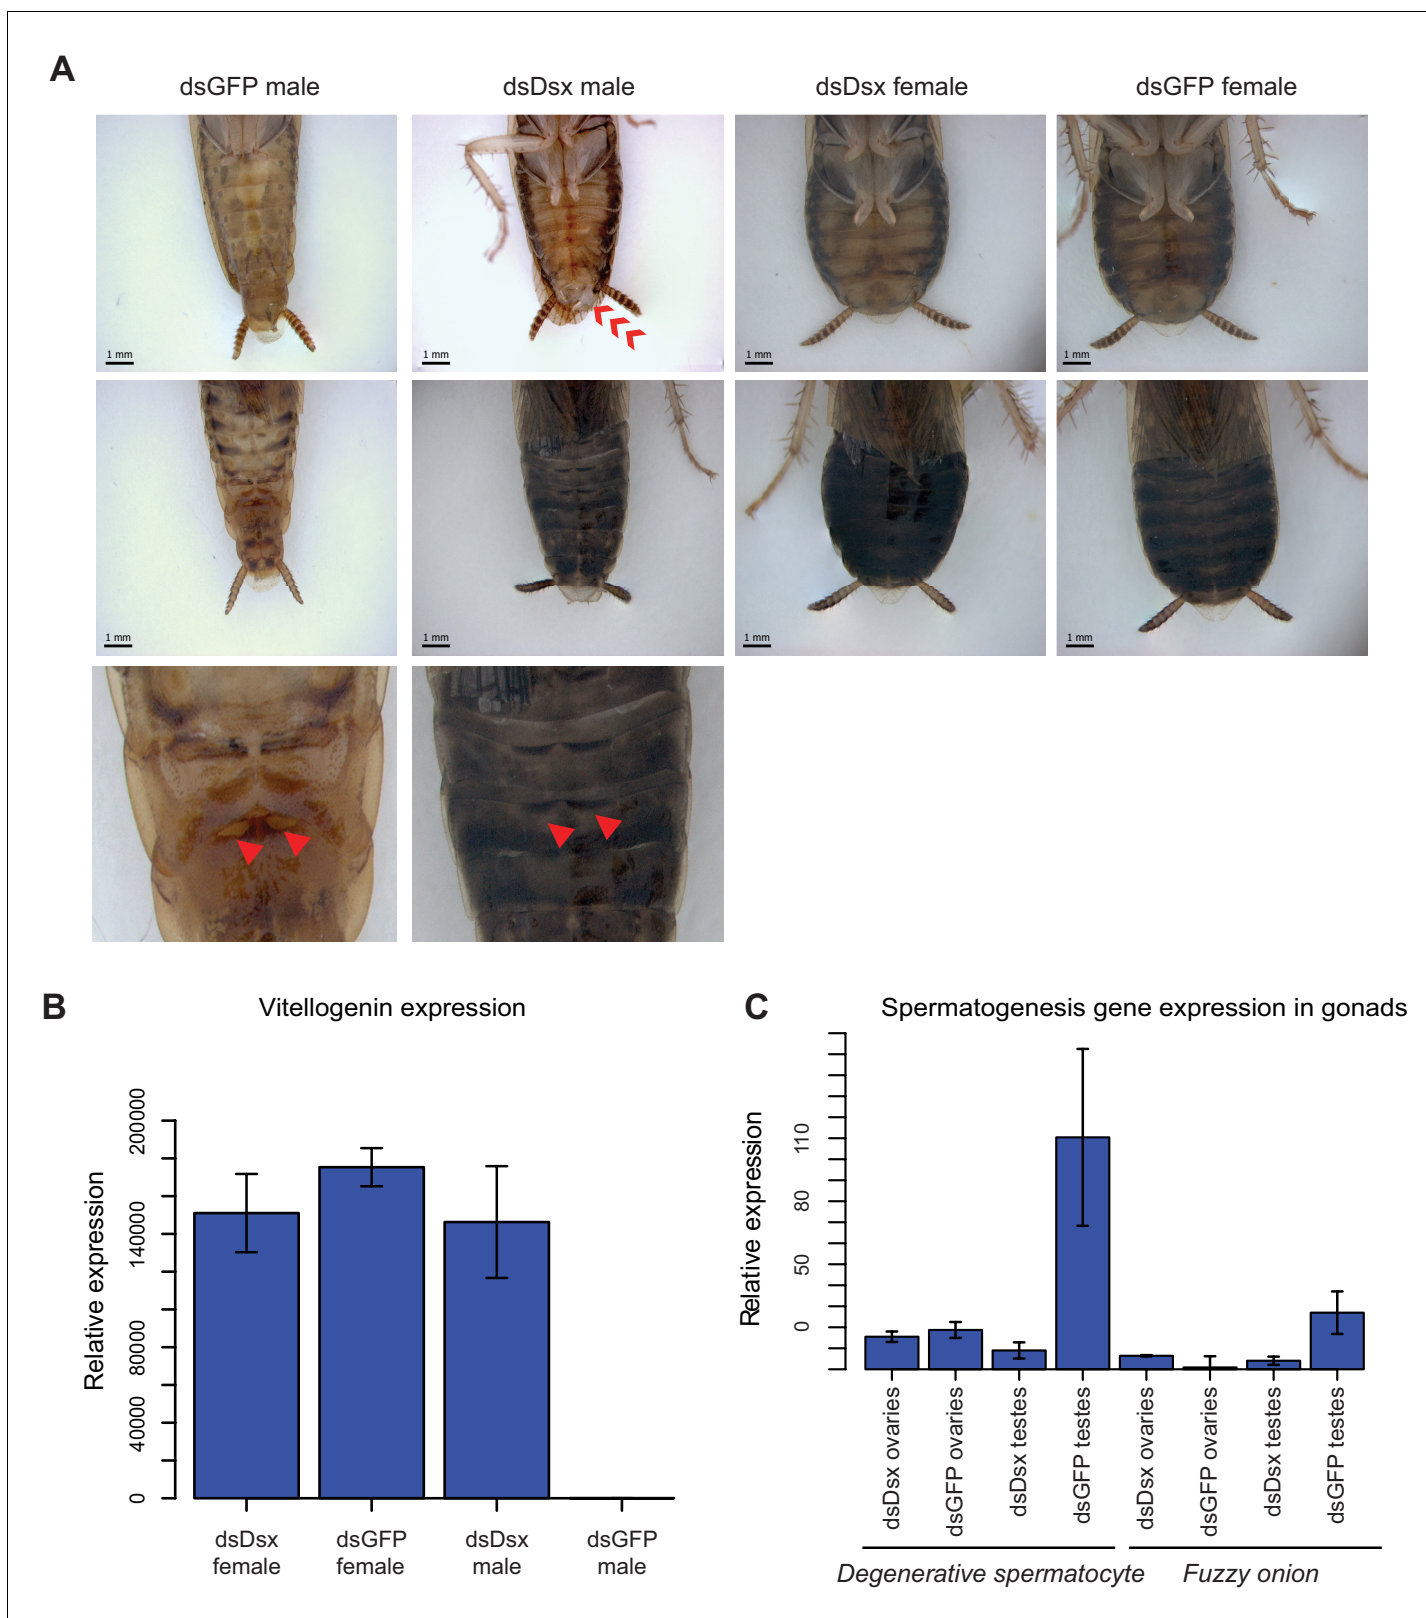 A
dsGFP male
dsDsx male
dsDsx female
dsGFP female
1 mm
1 mm
1 mm
1 mm
1 mm
1 mm
1 mm
1 mm
B
Vitellogenin expression
Relative expression
200000
140000
80000
40000
0
dsDsx female
dsGFP female
dsDsx male
dsGFP male
C
Spermatogenesis gene expression in gonads
Relative expression
110
80
50
0
dsDsx ovaries
dsGFP ovaries
dsDsx testes
dsGFP testes
dsDsx ovaries
dsGFP ovaries
dsDsx testes
dsGFP testes
Degenerative spermatocyte
Fuzzy onion